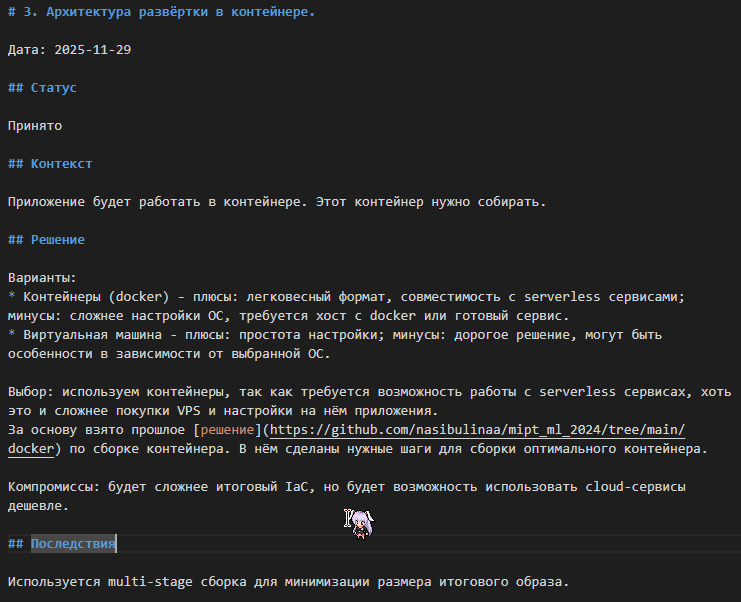 # 3. Архитектура развёртки в контейнере.
Дата: 2025-11-29
## Статус
Принято
## Контекст
Приложение будет работать в контейнере. Этот контейнер нужно собирать.
## Решение
Варианты:
* Контейнеры (docker) - плюсы: легковесный формат, совместимость с serverless сервисами;
минусы: сложнее настройки ОС, требуется хост с docker или готовый сервис.
* Виртуальная машина - плюсы: простота настройки; минусы: дорогое решение, могут быть
особенности в зависимости от выбранной ОС.
Выбор: используем контейнеры, так как требуется возможность работы с serverless сервисах, хоть
это и сложнее покупки VPS и настройки на нём приложения.
За основу взято прошлое [решение](https://github.com/nasibulinaa/mipt_ml_2024/tree/main/
docker) по сборке контейнера. В нём сделаны нужные шаги для сборки оптимального контейнера.
Компромиссы: будет сложнее итоговый IaC, но будет возможность использовать cloud-сервисы
дешевле.
## Последствия
Используется multi-stage сборка для минимизации размера итогового образа.